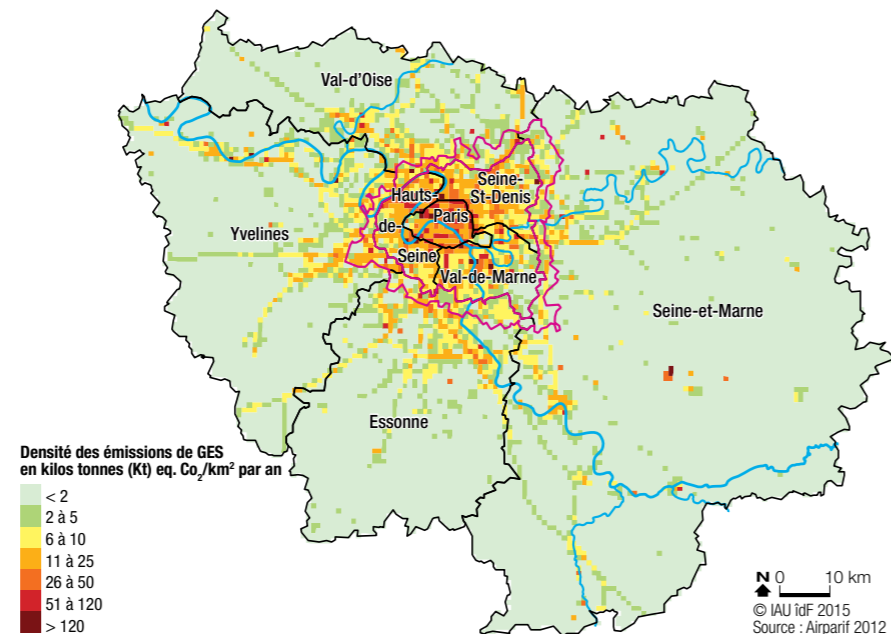 Val-d'Oise
Hauts-
Seine-
St-Denis
Paris
de-
Yvelines
Seine
Val-de-Marne
Seine-et-Marne
Essonne
Densité des émissions de GES
en kilos tonnes (Kt) eq. Co₂/km² par an
< 2
2 à 5
6 à 10
11 à 25
26 à 50
51 à 120
> 120
N 0 10 km
© IAU îdF 2015
Source : Airparif 2012